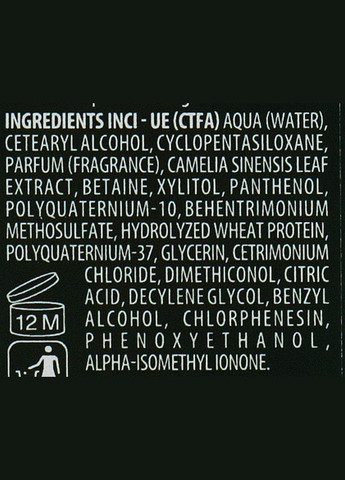 INGREDIENTS INCI - UE (CTFA) AQUA (WATER),
CETEARYL ALCOHOL, CYCLOPENTASILOXANE,
PARFUM (FRAGRANCE), CAMELIA SINENSIS LEAF
EXTRACT, BETAINE, XYLITOL, PANTHENOL,
POLYQUATERNIUM-10, BEHENTRIMONIUM
METHOSULFATE, HYDROLYZED WHEAT PROTEIN,
POLYQUATERNIUM-37, GLYCERIN, CETRIMONIUM
CHLORIDE, DIMETHICONOL, CITRIC
ACID, DECYLENE GLYCOL, BENZYL
ALCOHOL, CHLORPHENESIN,
PHENOXYETHANOL,
ALPHA-ISOMETHYL IONONE.
12 M